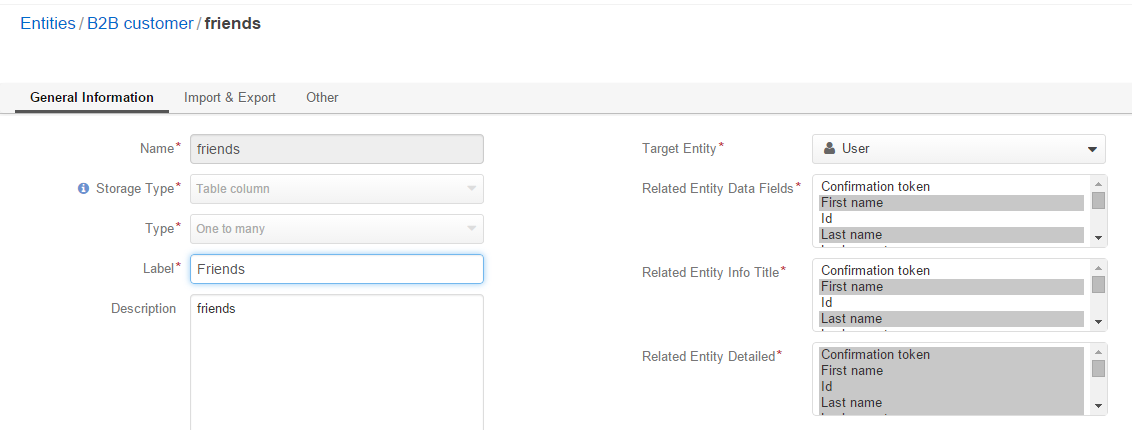 Entities / B2B customer / friends
General Information Import & Export Other
Name* friends
Storage Type* Table column
Type* One to many
Label* Friends
Description friends
Target Entity* User
Related Entity Data Fields* Confirmation token
First name
Id
Last name
Related Entity Info Title* Confirmation token
First name
Id
Last name
Related Entity Detailed* Confirmation token
First name
Id
Last name